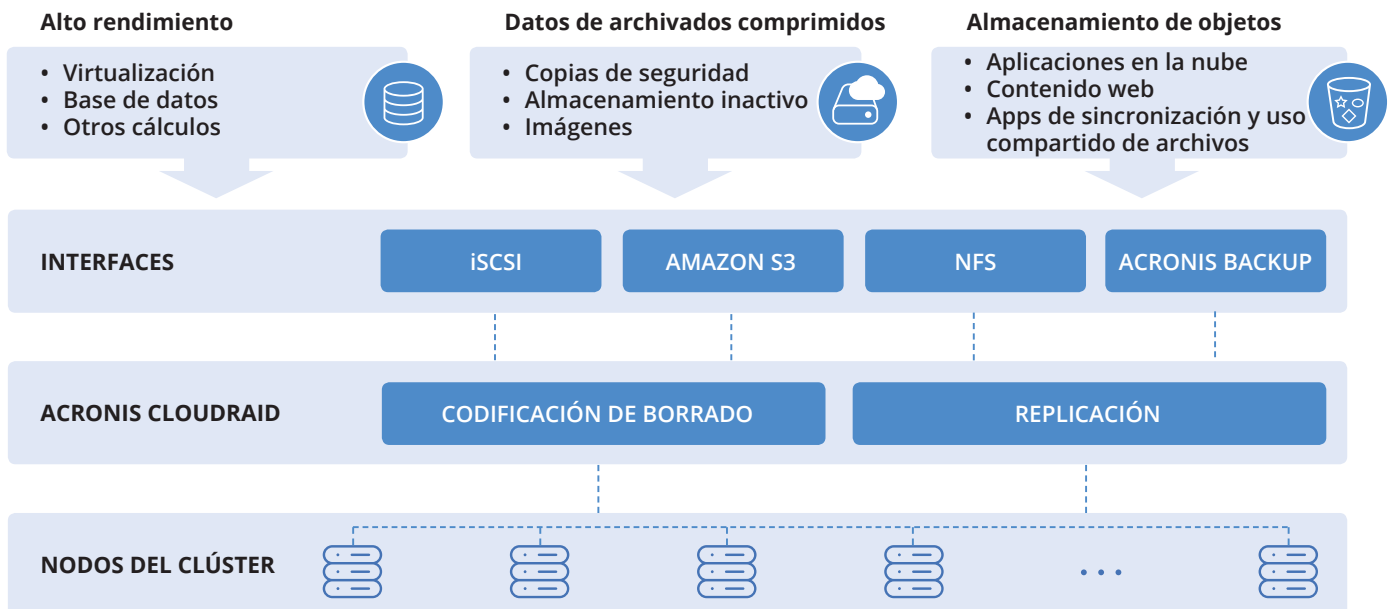 Alto rendimiento
• Virtualización
• Base de datos
• Otros cálculos
Datos de archivados comprimidos
• Copias de seguridad
• Almacenamiento inactivo
• Imágenes
Almacenamiento de objetos
• Aplicaciones en la nube
• Contenido web
• Apps de sincronización y uso
compartido de archivos
INTERFACES
iSCSI
AMAZON S3
NFS
ACRONIS BACKUP
ACRONIS CLOUDRAID
CODIFICACIÓN DE BORRADO
REPLICACIÓN
NODOS DEL CLÚSTER
...